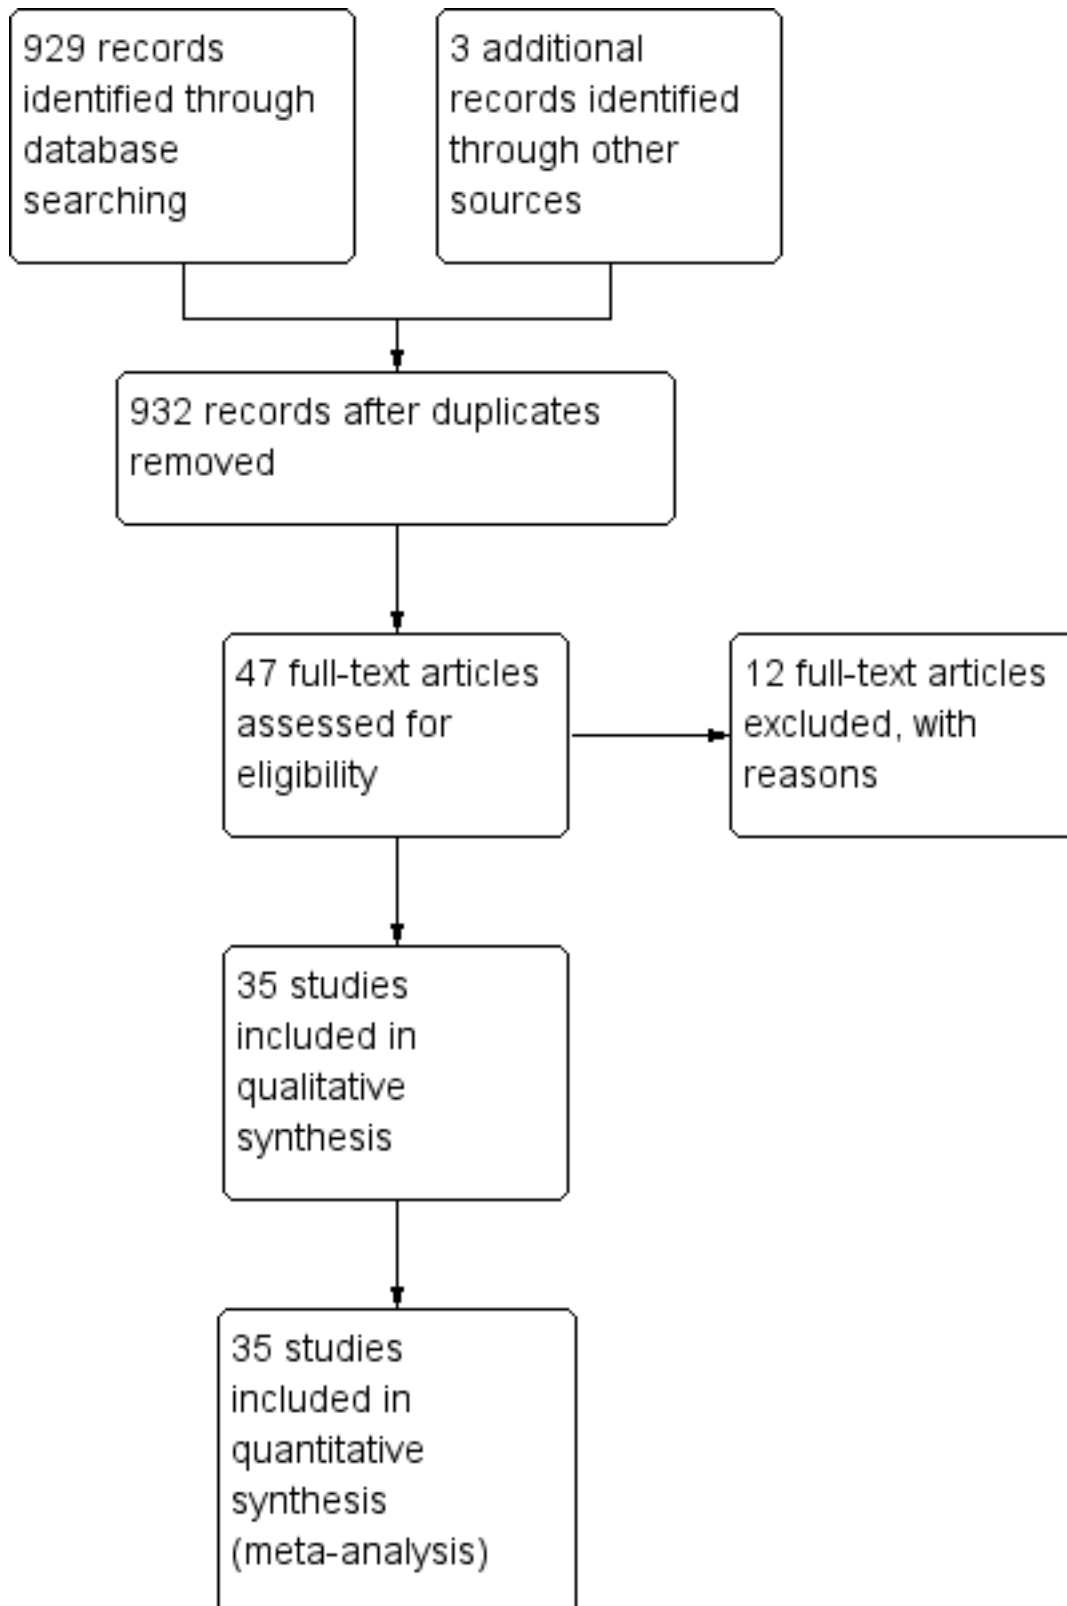 929 records
identified through
database
searching
3 additional
records identified
through other
sources
932 records after duplicates
removed
47 full-text articles
assessed for
eligibility
12 full-text articles
excluded, with
reasons
35 studies
included in
qualitative
synthesis
35 studies
included in
quantitative
synthesis
(meta-analysis)